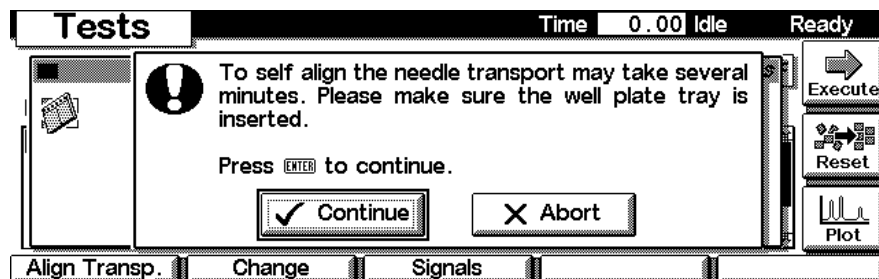 Tests
Time 0.00 Idle Ready
To self align the needle transport may take several
minutes. Please make sure the well plate tray is
inserted.
Press ENTER to continue.
Continue
Abort
Execute
Reset
Plot
Align Transp.
Change
Signals